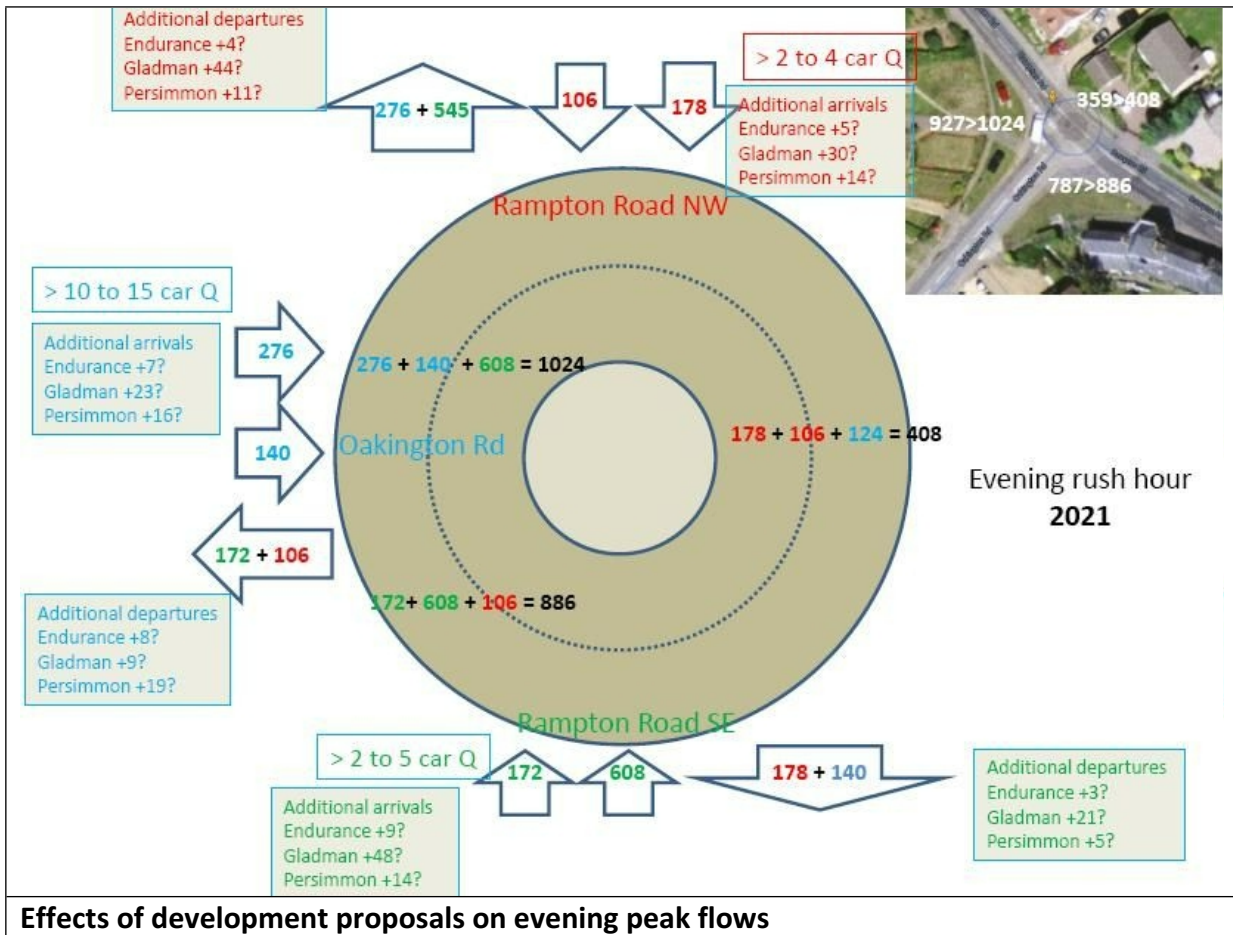 Additional departures
Endurance +4?
Gladman +44?
Persimmon +11?
276 + 545
106
178
> 2 to 4 car Q
Additional arrivals
Endurance +5?
Gladman +30?
Persimmon +14?
359>408
927>1024
787>886
Rampton Road NW
> 10 to 15 car Q
Additional arrivals
Endurance +7?
Gladman +23?
Persimmon +16?
276
140
276 + 140 + 608 = 1024
Oakington Rd
178 + 106 + 124 = 408
Evening rush hour
2021
172 + 106
Additional departures
Endurance +8?
Gladman +9?
Persimmon +19?
172+ 608 + 106 = 886
Rampton Road SE
> 2 to 5 car Q
172
608
178 + 140
Additional arrivals
Endurance +9?
Gladman +48?
Persimmon +14?
Additional departures
Endurance +3?
Gladman +21?
Persimmon +5?
Effects of development proposals on evening peak flows